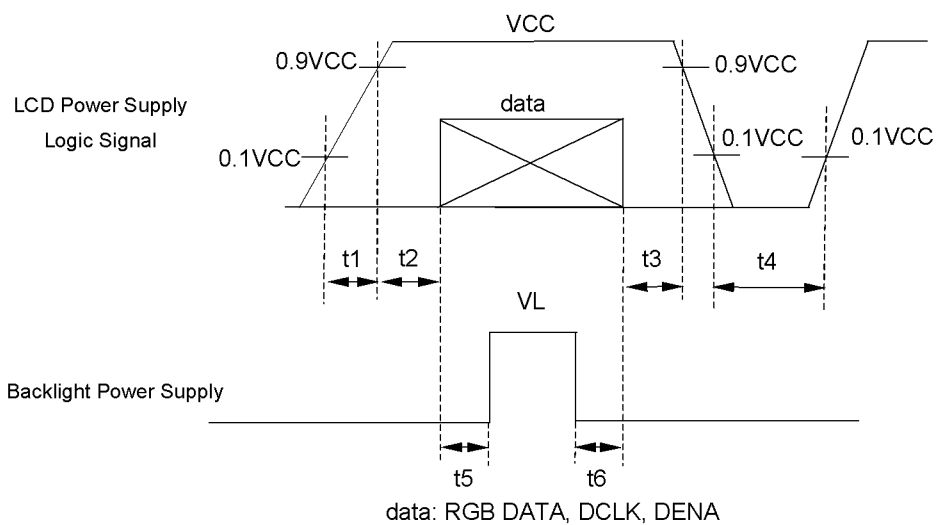 VCC
0.9VCC
0.9VCC
LCD Power Supply
Logic Signal
data
0.1VCC
0.1VCC
0.1VCC
t1
t2
t3
t4
VL
Backlight Power Supply
t5
t6
data: RGB DATA, DCLK, DENA